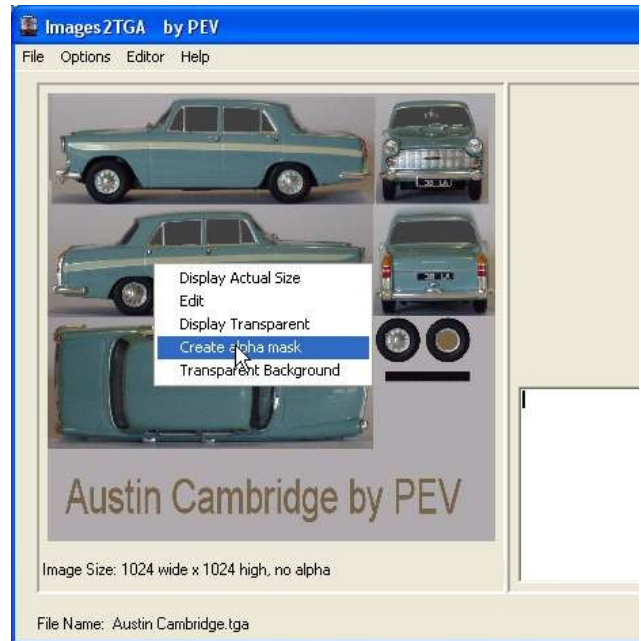 Images2TGA by PEV
File Options Editor Help
Display Actual Size
Edit
Display Transparent
Create alpha mask
Transparent Background
Austin Cambridge by PEV
Image Size: 1024 wide x 1024 high, no alpha
File Name: Austin Cambridge.tga